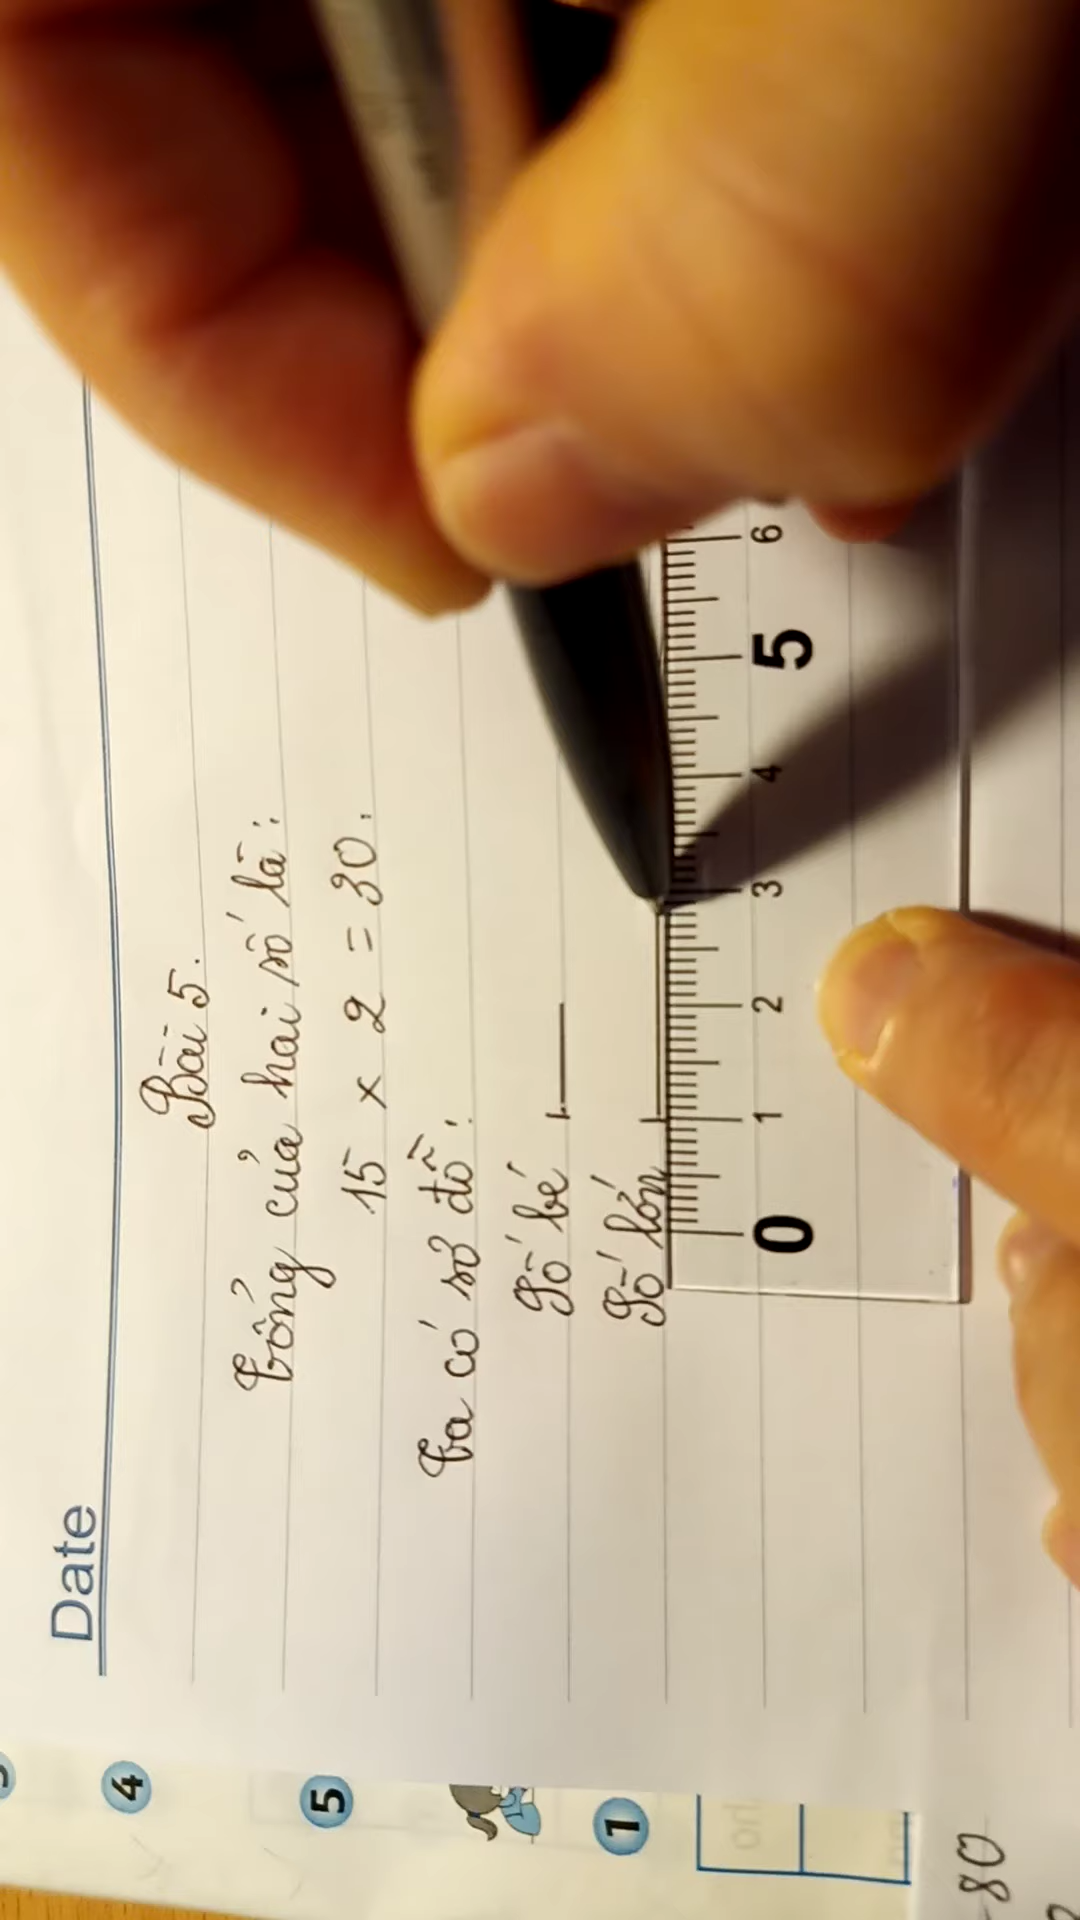 Date
Bài 5.
Tổng của hai số là:
15 x 2 = 30.
Ta có sơ đồ:
Số bé
Số lớn
0 1 2 3 4 5 6
4
5
1
80